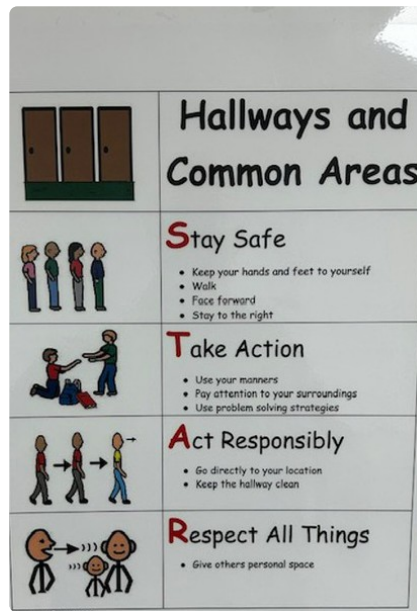 Hallways and
Common Areas
Stay Safe
• Keep your hands and feet to yourself
• Walk
• Face forward
• Stay to the right
Take Action
• Use your manners
• Pay attention to your surroundings
• Use problem solving strategies
Act Responsibly
• Go directly to your location
• Keep the hallway clean
Respect All Things
• Give others personal space